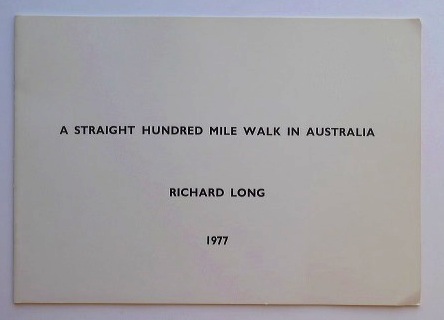 A STRAIGHT HUNDRED MILE WALK IN AUSTRALIA
RICHARD LONG
1977